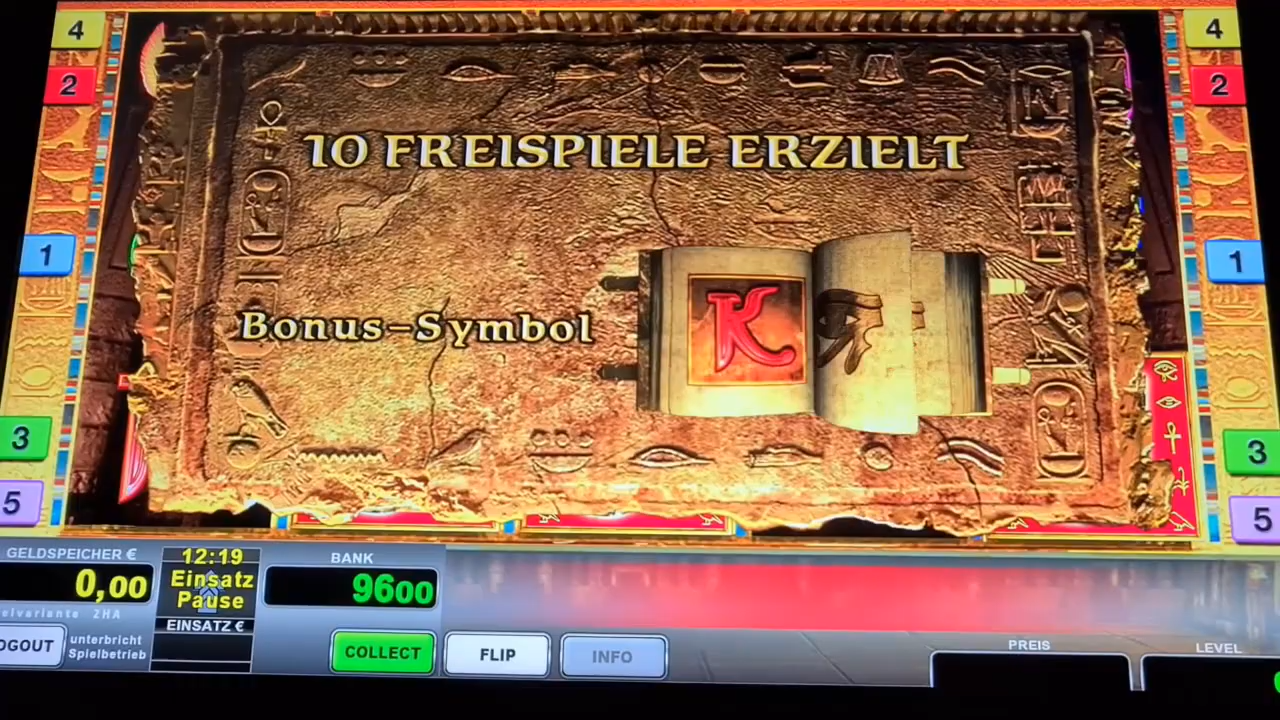 4
4
2
2
10 FREISPIELE ERZIELT
1
1
Bonus-Symbol
K
3
3
5
5
GELDSPEICHER €
12:19
BANK
0,00
Einsatz
Pause
9600
2HA
EINSATZ €
OGOUT
unterbricht
Spielbetrieb
COLLECT
FLIP
INFO
PREIS
LEVEL